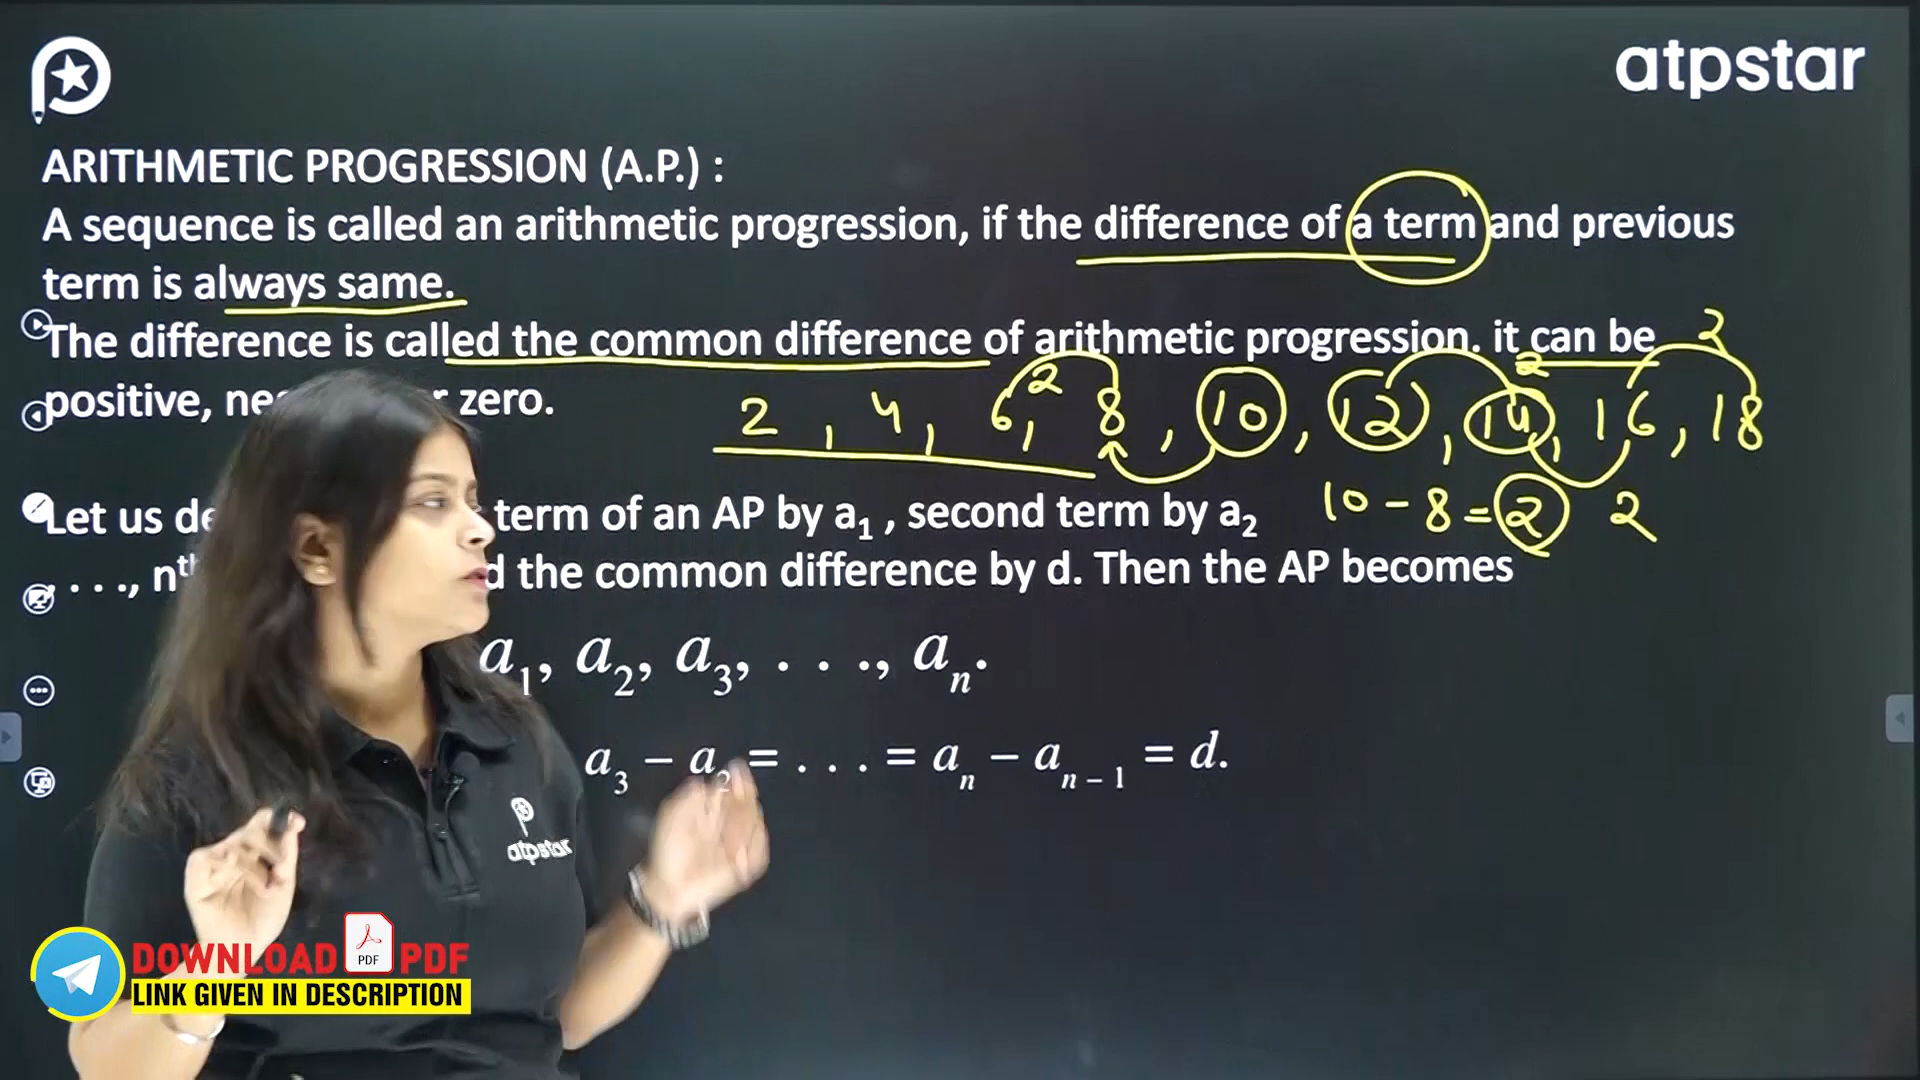 atpstar
ARITHMETIC PROGRESSION (A.P.) :
A sequence is called an arithmetic progression, if the difference of a term and previous
term is always same.
The difference is called the common difference of arithmetic progression. it can be
2 2 2
positive, zero.
2 , 4 , 6 , 8 , 10 , 12 , 14 , 16 , 18
Let us term of an AP by a₁ , second term by a₂
10 - 8 = 2 2
. . ., the common difference by d. Then the AP becomes
a₁, a₂, a₃, . . ., aₙ.
a₃ – a₂ = . . . = aₙ – aₙ₋₁ = d.
atpstar
DOWNLOAD PDF PDF
LINK GIVEN IN DESCRIPTION